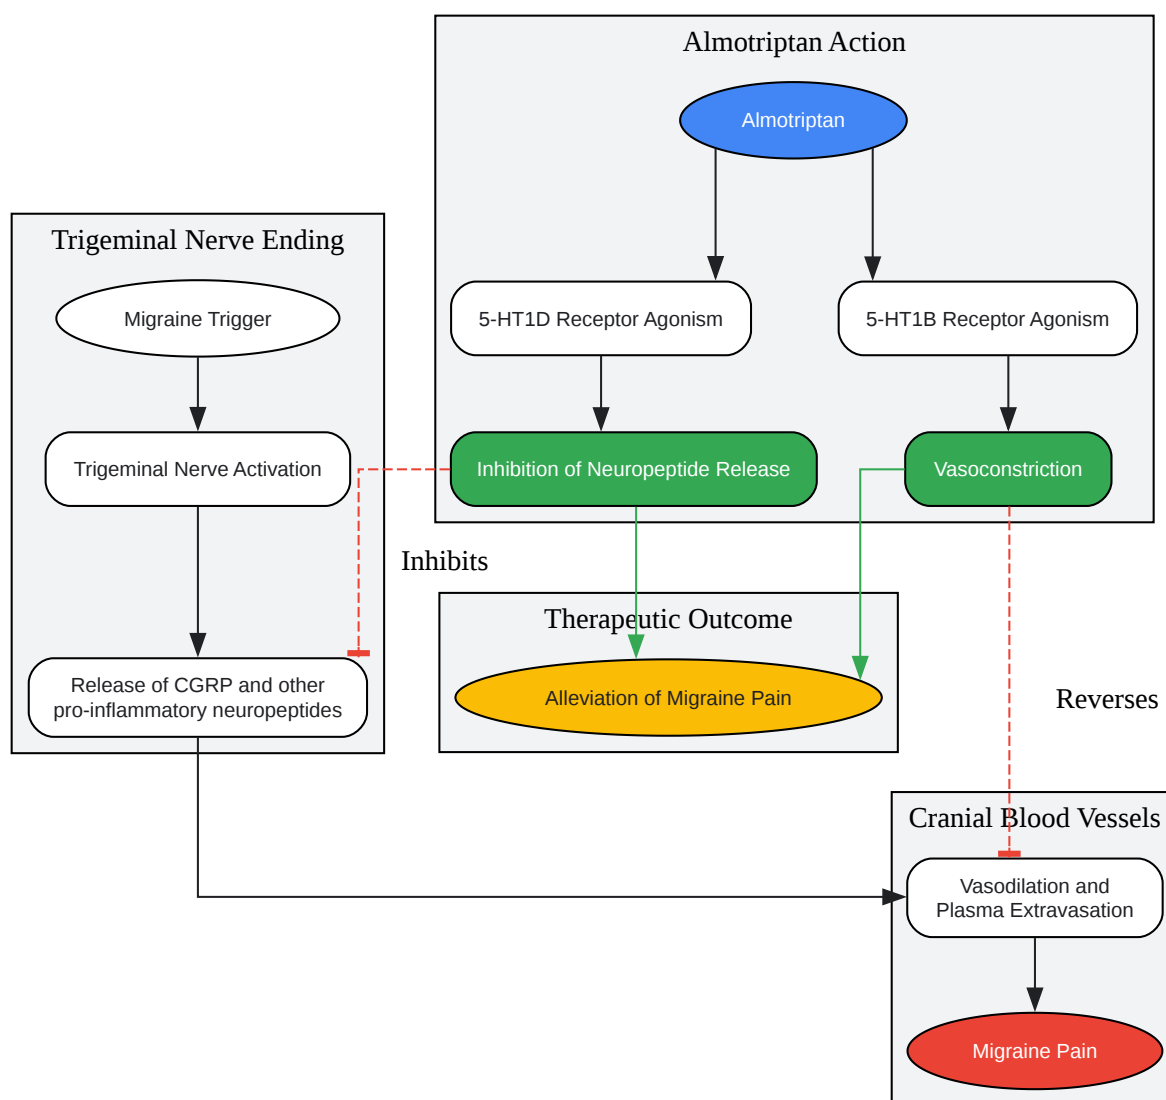 Almotriptan Action
Almotriptan
Trigeminal Nerve Ending
Migraine Trigger
5-HT1D Receptor Agonism
5-HT1B Receptor Agonism
Trigeminal Nerve Activation
Inhibition of Neuropeptide Release
Vasoconstriction
Inhibits
Therapeutic Outcome
Release of CGRP and other
pro-inflammatory neuropeptides
Alleviation of Migraine Pain
Reverses
Cranial Blood Vessels
Vasodilation and
Plasma Extravasation
Migraine Pain